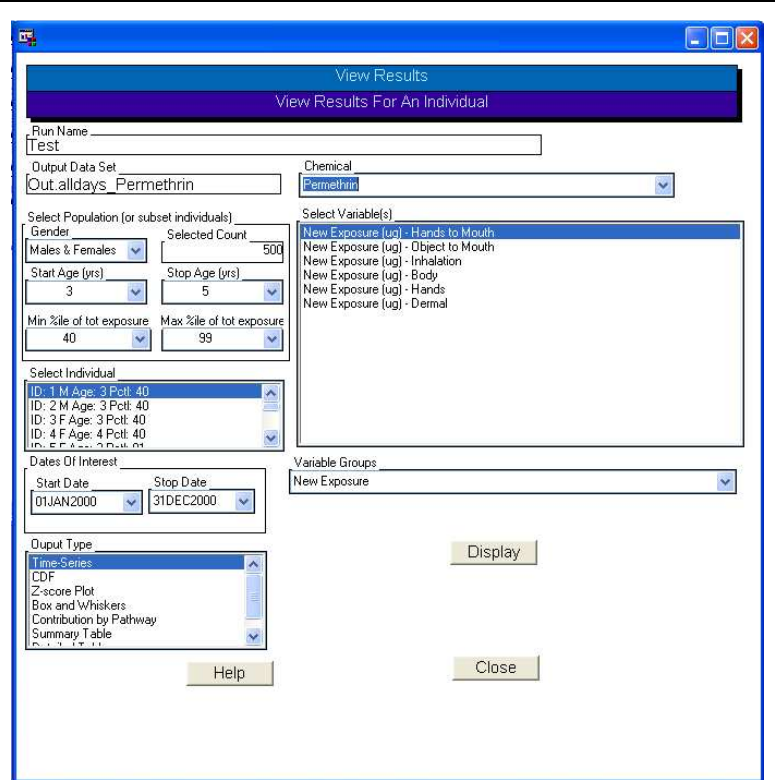 View Results
View Results For An Individual
Run Name
Test
Output Data Set
Out.alldays_Permethrin
Chemical
Permethrin
Select Population (or subset individuals)
Gender
Males & Females
Selected Count
500
Start Age (yrs)
3
Stop Age (yrs)
5
Min %ile of tot exposure
40
Max %ile of tot exposure
99
Select Variable(s)
New Exposure (ug) - Hands to Mouth
New Exposure (ug) - Object to Mouth
New Exposure (ug) - Inhalation
New Exposure (ug) - Body
New Exposure (ug) - Hands
New Exposure (ug) - Dermal
Select Individual
ID: 1 M Age: 3 Pctl: 40
ID: 2 M Age: 3 Pctl: 40
ID: 3 F Age: 3 Pctl: 40
ID: 4 F Age: 4 Pctl: 40
Dates Of Interest
Start Date
01JAN2000
Stop Date
31DEC2000
Variable Groups
New Exposure
Ouput Type
Time-Series
CDF
Z-score Plot
Box and Whiskers
Contribution by Pathway
Summary Table
Display
Help
Close